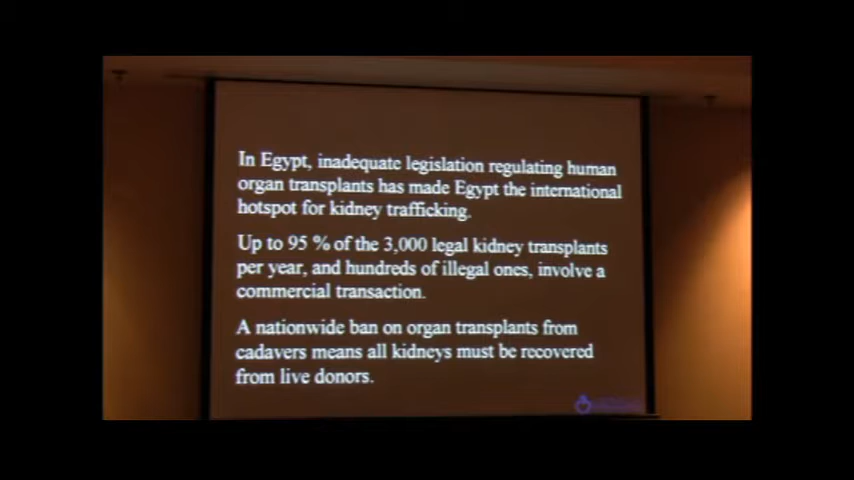 In Egypt, inadequate legislation regulating human
organ transplants has made Egypt the international
hotspot for kidney trafficking.
Up to 95 % of the 3,000 legal kidney transplants
per year, and hundreds of illegal ones, involve a
commercial transaction.
A nationwide ban on organ transplants from
cadavers means all kidneys must be recovered
from live donors.